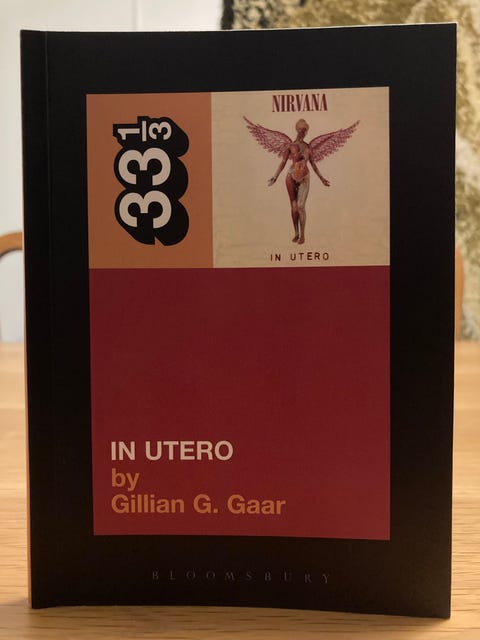 33 1/3
NIRVANA
IN UTERO
IN UTERO
by
Gillian G. Gaar
BLOOMSBURY